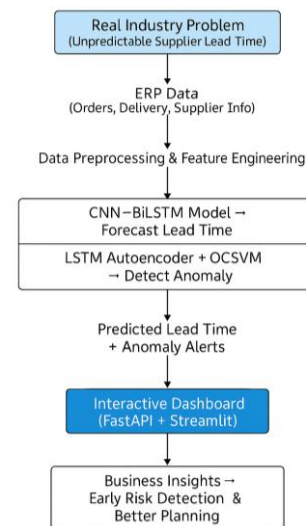 Real Industry Problem
(Unpredictable Supplier Lead Time)
ERP Data
(Orders, Delivery, Supplier Info)
Data Preprocessing & Feature Engineering
CNN–BiLSTM Model →
Forecast Lead Time
LSTM Autoencoder + OCSVM
→ Detect Anomaly
Predicted Lead Time
+ Anomaly Alerts
Interactive Dashboard
(FastAPI + Streamlit)
Business Insights →
Early Risk Detection &
Better Planning